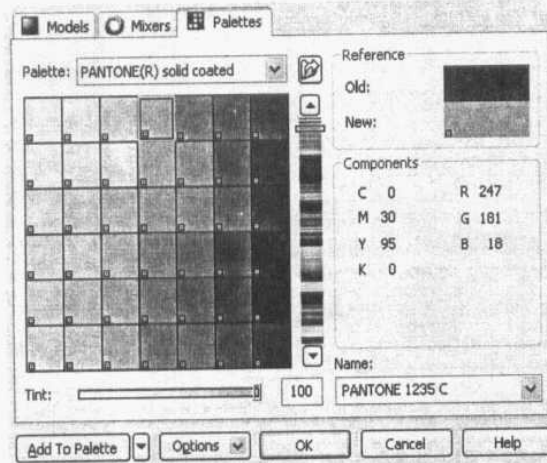 Models Mixers Palettes
Palette: PANTONE(R) solid coated
Reference
Old:
New:
Components
C 0 R 247
M 30 G 181
Y 95 B 18
K 0
Name:
Tint: 100 PANTONE 1235 C
Add To Palette Options OK Cancel Help